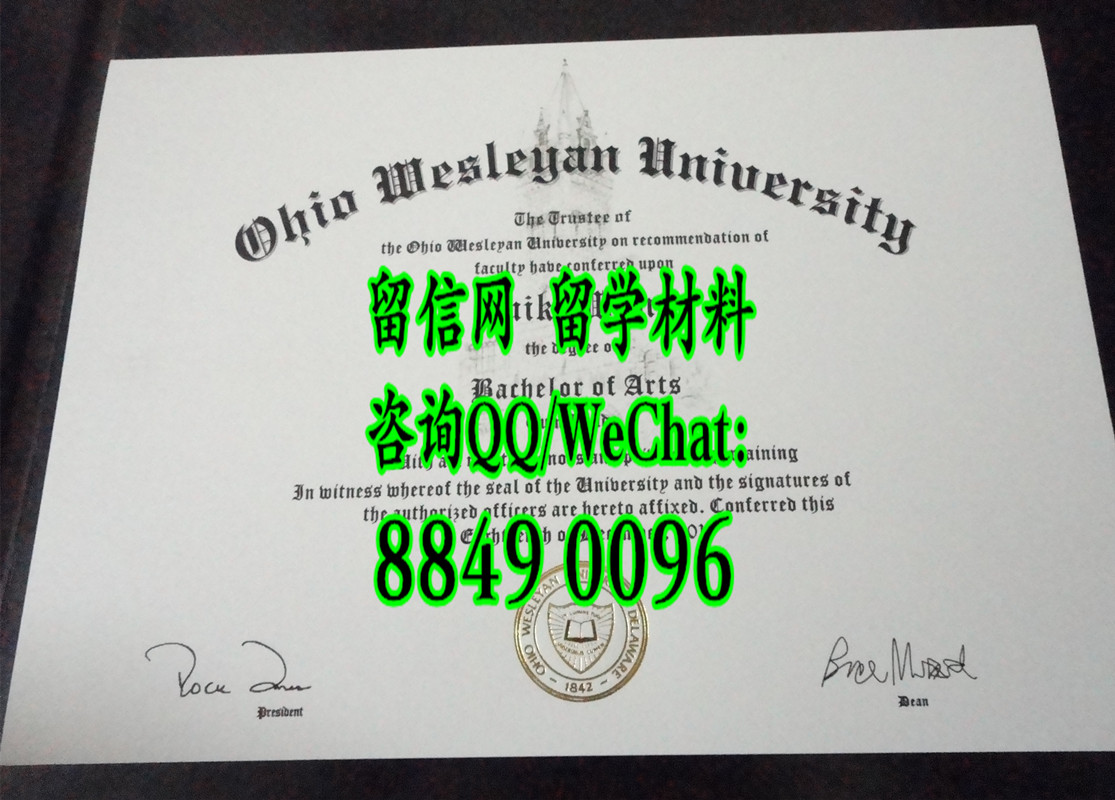 Ohio Wesleyan University
The Trustee of
the Ohio Wesleyan University on recommendation of
faculty have conferred upon
留信网 留学材料
the degree of
Bachelor of Arts
咨询QQ/WeChat:
In witness whereof the seal of the University and the signatures of
the authorized officers are hereto affixed. Conferred this
8849 0096
OHIO WESLEYAN
DELAWARE
1842
President
Dean